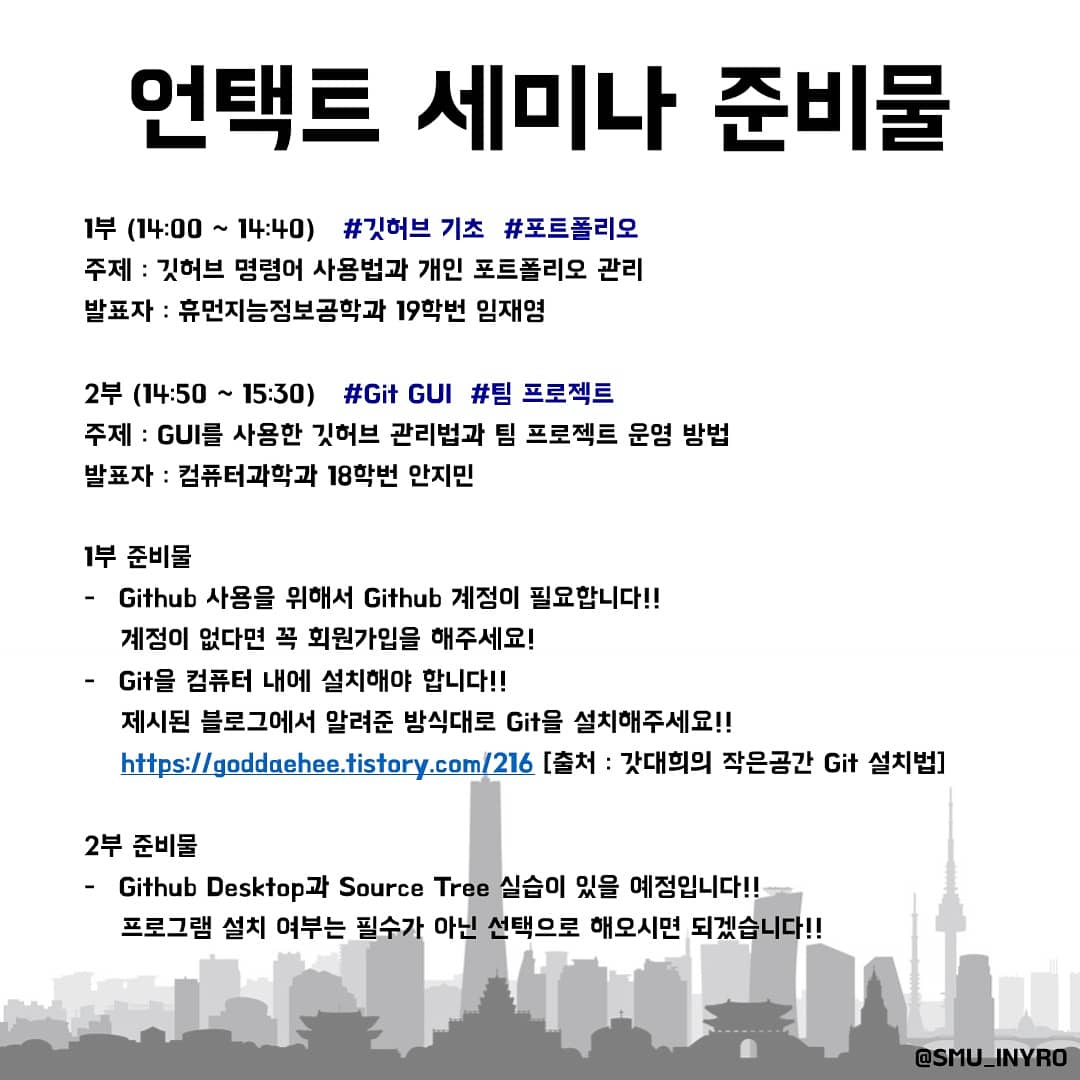 언택트 세미나 준비물
1부 (14:00 ~ 14:40) #깃허브 기초 #포트폴리오
주제 : 깃허브 명령어 사용법과 개인 포트폴리오 관리
발표자 : 휴먼지능정보공학과 19학번 임재영
2부 (14:50 ~ 15:30) #Git GUI #팀 프로젝트
주제 : GUI를 사용한 깃허브 관리법과 팀 프로젝트 운영 방법
발표자 : 컴퓨터과학과 18학번 안지민
1부 준비물
- Github 사용을 위해서 Github 계정이 필요합니다!!
계정이 없다면 꼭 회원가입을 해주세요!
- Git을 컴퓨터 내에 설치해야 합니다!!
제시된 블로그에서 알려준 방식대로 Git을 설치해주세요!!
https://goddaehee.tistory.com/216 [출처 : 갓대희의 작은공간 Git 설치법]
2부 준비물
- Github Desktop과 Source Tree 실습이 있을 예정입니다!!
프로그램 설치 여부는 필수가 아닌 선택으로 해오시면 되겠습니다!!
@SMU_INYRO